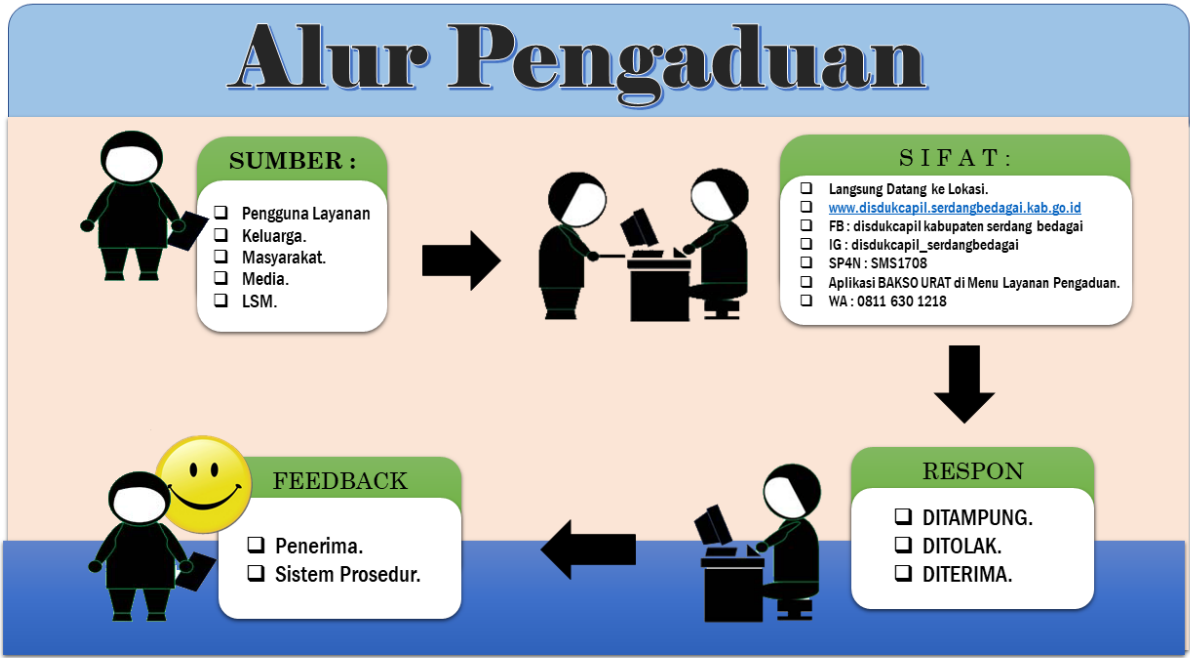 Alur Pengaduan
SUMBER :
Pengguna Layanan
Keluarga.
Masyarakat.
Media.
LSM.
S I F A T :
Langsung Datang ke Lokasi.
www.disdukcapil.serdangbedagai.kab.go.id
FB : disdukcapil kabupaten serdang bedagai
IG : disdukcapil_serdangbedagai
SP4N : SMS1708
Aplikasi BAKSO URAT di Menu Layanan Pengaduan.
WA : 0811 630 1218
RESPON
DITAMPUNG.
DITOLAK.
DITERIMA.
FEEDBACK
Penerima.
Sistem Prosedur.